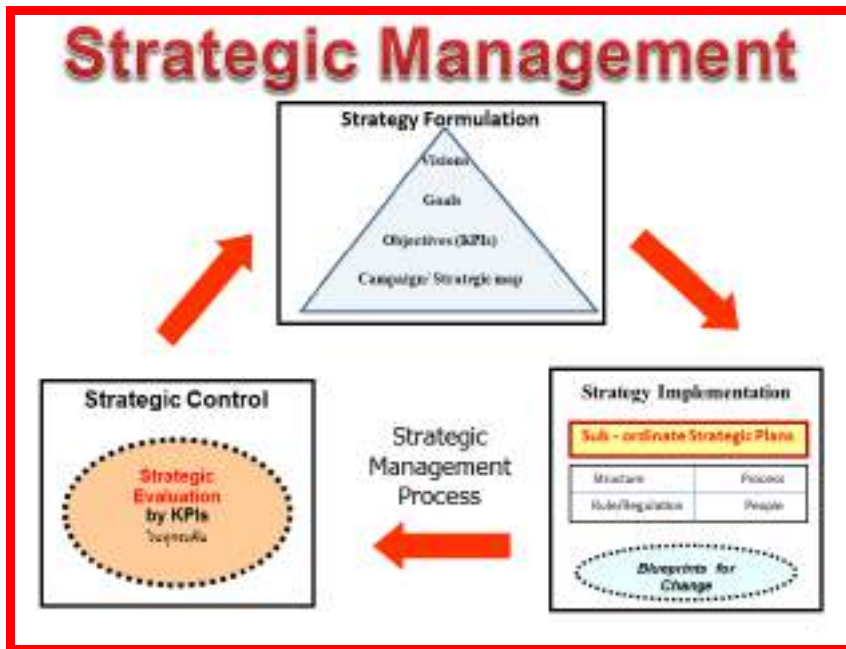 Strategic Management
Strategy Formulation
Visions
Goals
Objectives (KPIs)
Campaign/ Strategic map
Strategic Control
Strategic
Evaluation
by KPIs
Strategic
Management
Process
Strategy Implementation
Sub - ordinate Strategic Plans
Structure Process
Rule/Regulation People
Blueprints for
Change